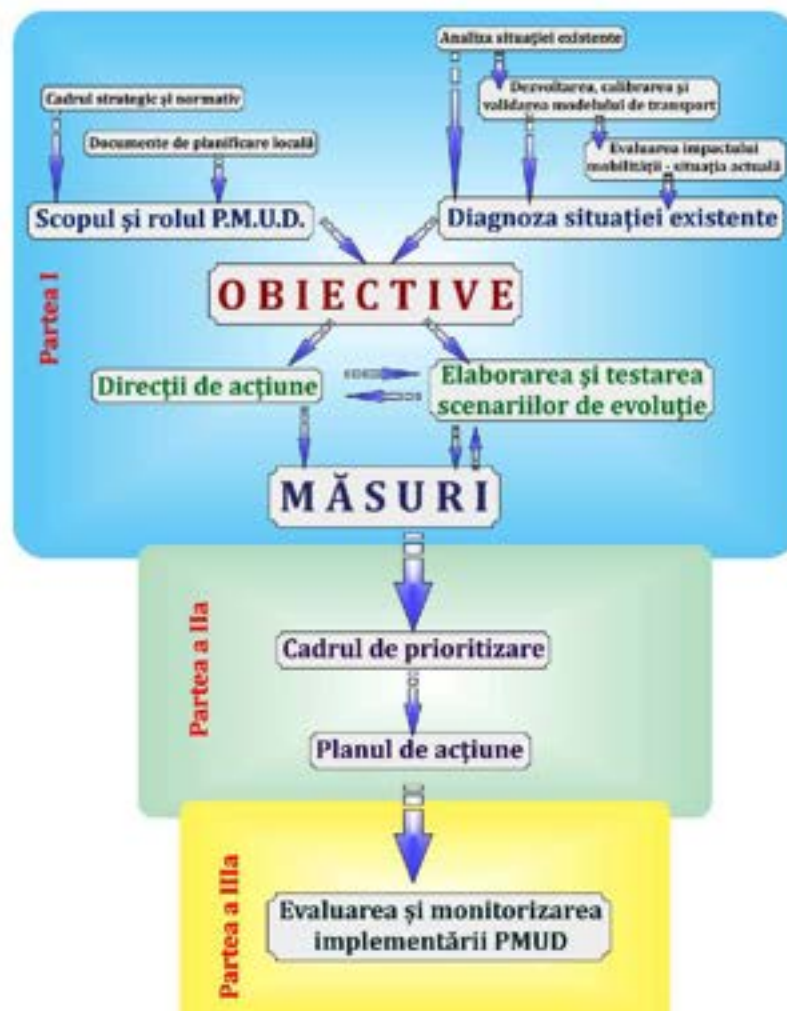 Analiza situației existente
Cadrul strategic și normativ
Dezvoltarea, calibrarea și
validarea modelului de transport
Documente de planificare locală
Evaluarea impactului
mobilității - situația actuală
Scopul și rolul P.M.U.D.
Diagnoza situației existente
OBIECTIVE
Partea I
Direcții de acțiune
Elaborarea și testarea
scenariilor de evoluție
MĂSURI
Partea a IIa
Cadrul de prioritizare
Planul de acțiune
Partea a IIIa
Evaluarea și monitorizarea
implementării PMUD